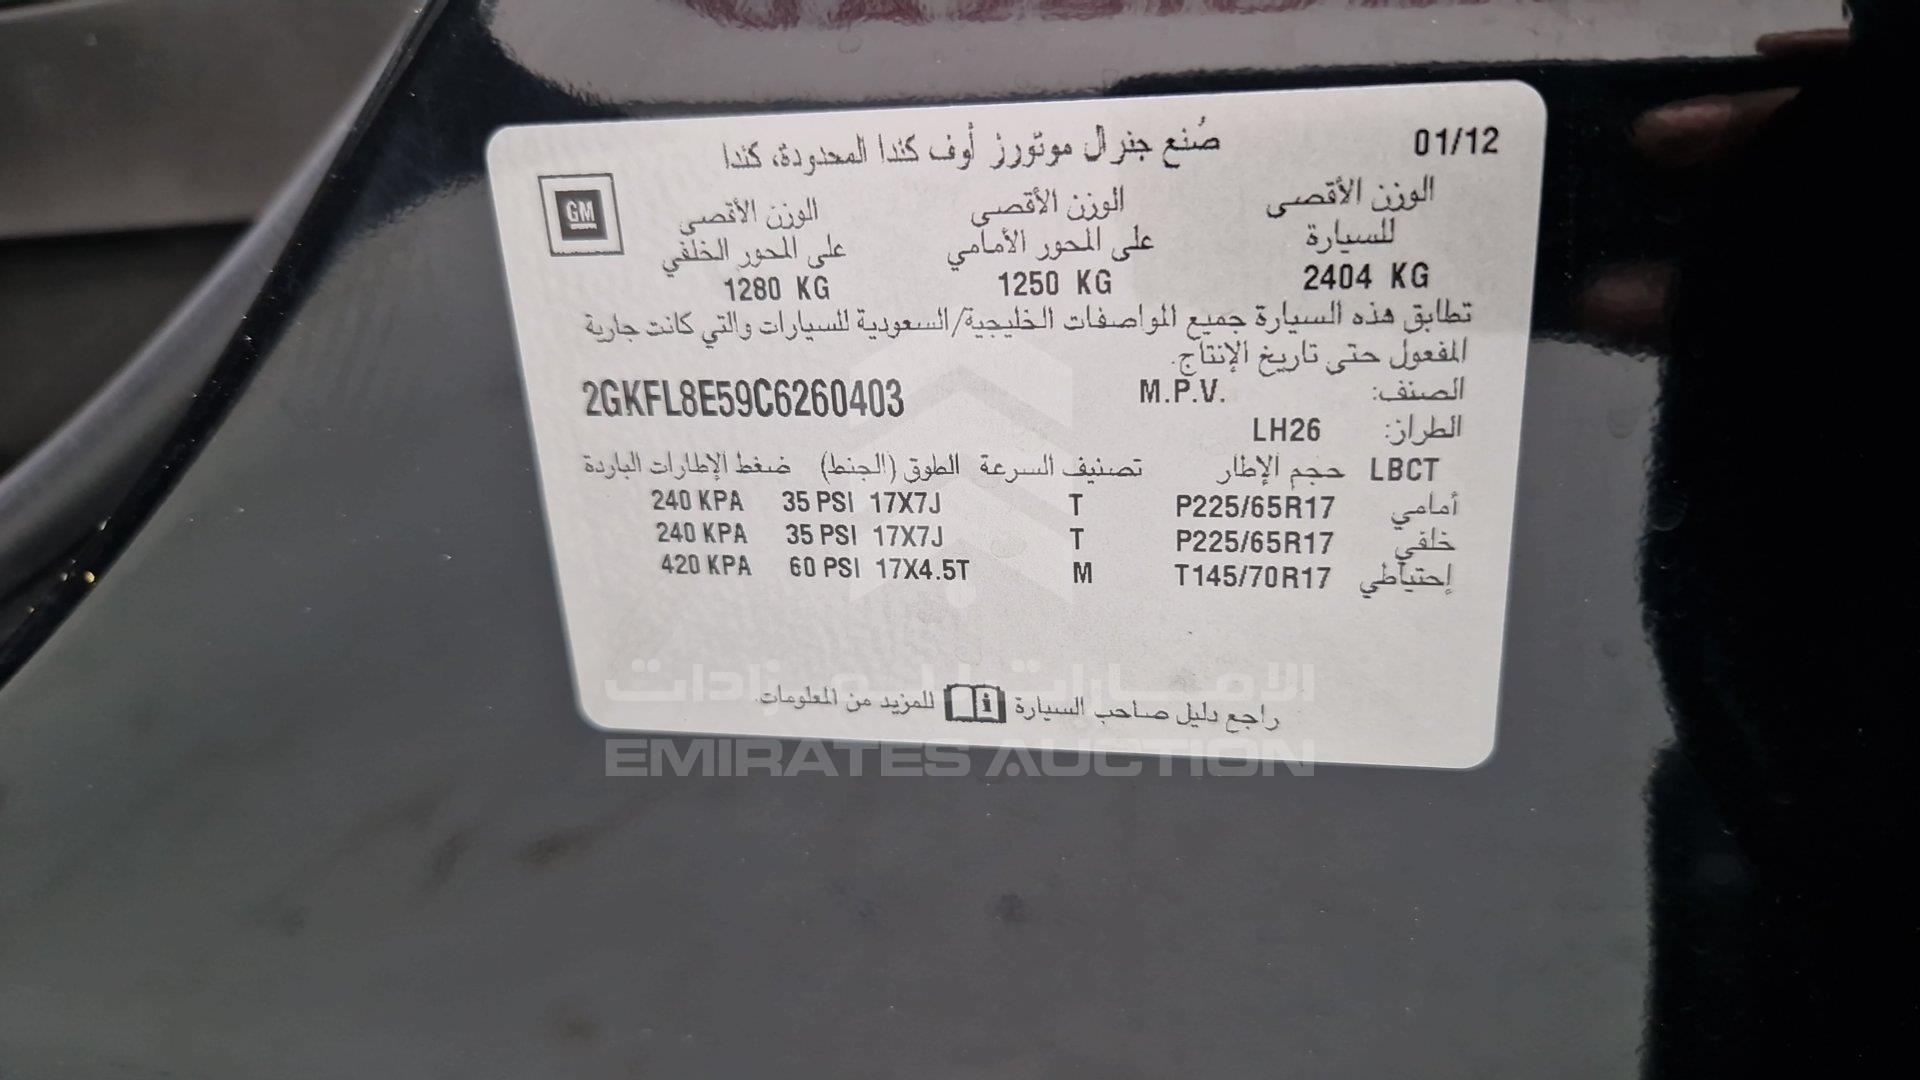 صُنع جنرال موتورز أوف كندا المحدودة، كندا 01/12
GM
الوزن الأقصى الوزن الأقصى الوزن الأقصى
للسيارة على المحور الأمامي على المحور الخلفي
2404 KG 1250 KG 1280 KG
تطابق هذه السيارة جميع المواصفات الخليجية/السعودية للسيارات والتي كانت جارية
المفعول حتى تاريخ الإنتاج.
الصنف: M.P.V. 2GKFL8E59C6260403
الطراز: LH26
LBCT حجم الإطار تصنيف السرعة الطوق (الجنط) ضغط الإطارات الباردة
أمامي P225/65R17 T 17X7J 35 PSI 240 KPA
خلفي P225/65R17 T 17X7J 35 PSI 240 KPA
إحتياطي T145/70R17 M 17X4.5T 60 PSI 420 KPA
الامارات للمزادات
راجع دليل صاحب السيارة للمزيد من المعلومات.
EMIRATES AUCTION